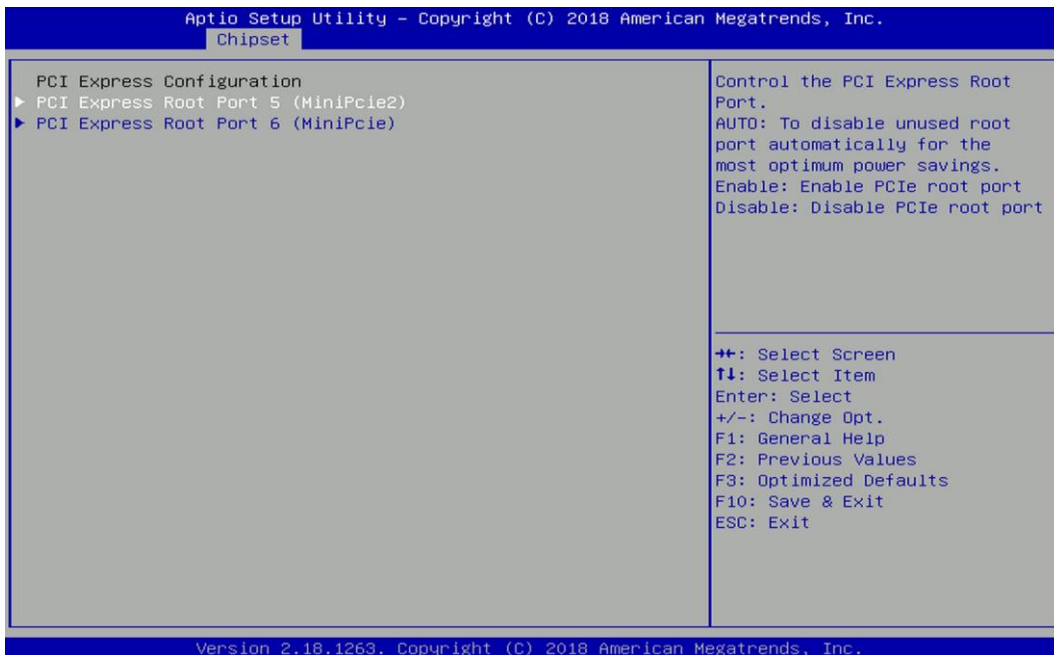 Aptio Setup Utility – Copyright (C) 2018 American Megatrends, Inc.
Chipset
PCI Express Configuration
▶ PCI Express Root Port 5 (MiniPcie2)
▶ PCI Express Root Port 6 (MiniPcie)
Control the PCI Express Root
Port.
AUTO: To disable unused root
port automatically for the
most optimum power savings.
Enable: Enable PCIe root port
Disable: Disable PCIe root port
→←: Select Screen
↑↓: Select Item
Enter: Select
+/-: Change Opt.
F1: General Help
F2: Previous Values
F3: Optimized Defaults
F10: Save & Exit
ESC: Exit
Version 2.18.1263. Copyright (C) 2018 American Megatrends, Inc.